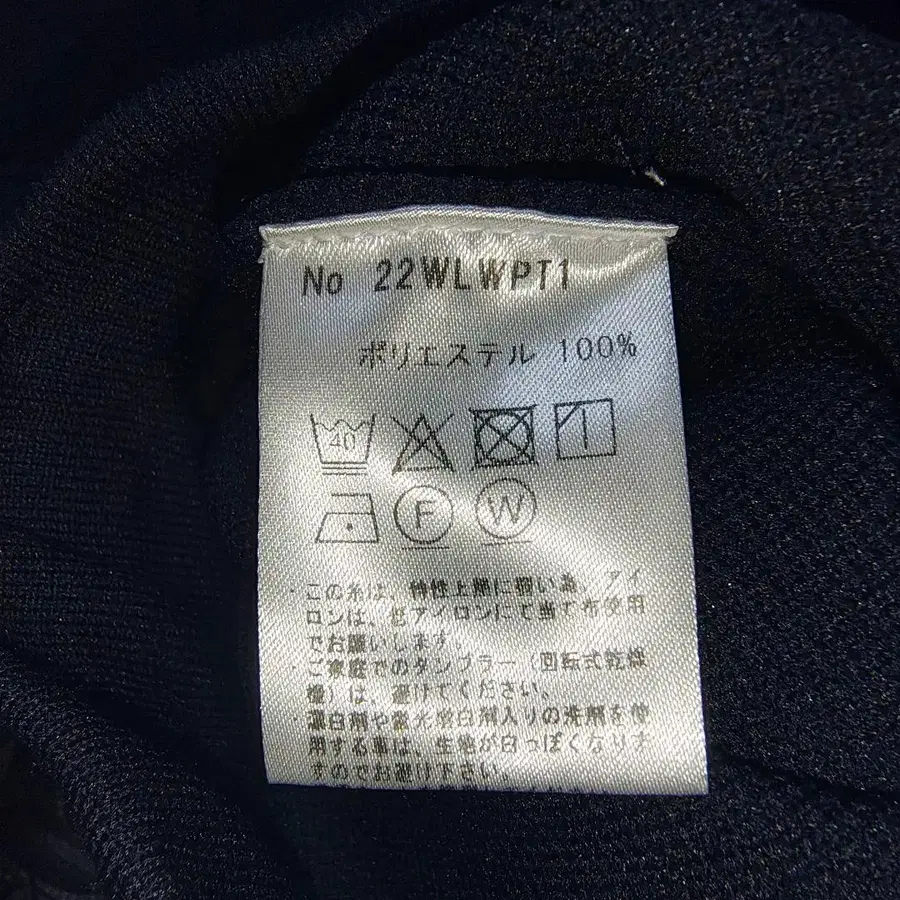 No 22WLWPT1
ポリエステル 100%
40
F W
・この糸は、特性上熱に弱い為、アイ
ロンは、低アイロンにて当て布使用
でお願いします。
・ご家庭でのタンブラー(回転式乾燥
機)は、避けてください。
・漂白剤や蛍光増白剤入りの洗剤を使
用する事は、生地が白っぽくなりま
すのでお避け下さい。